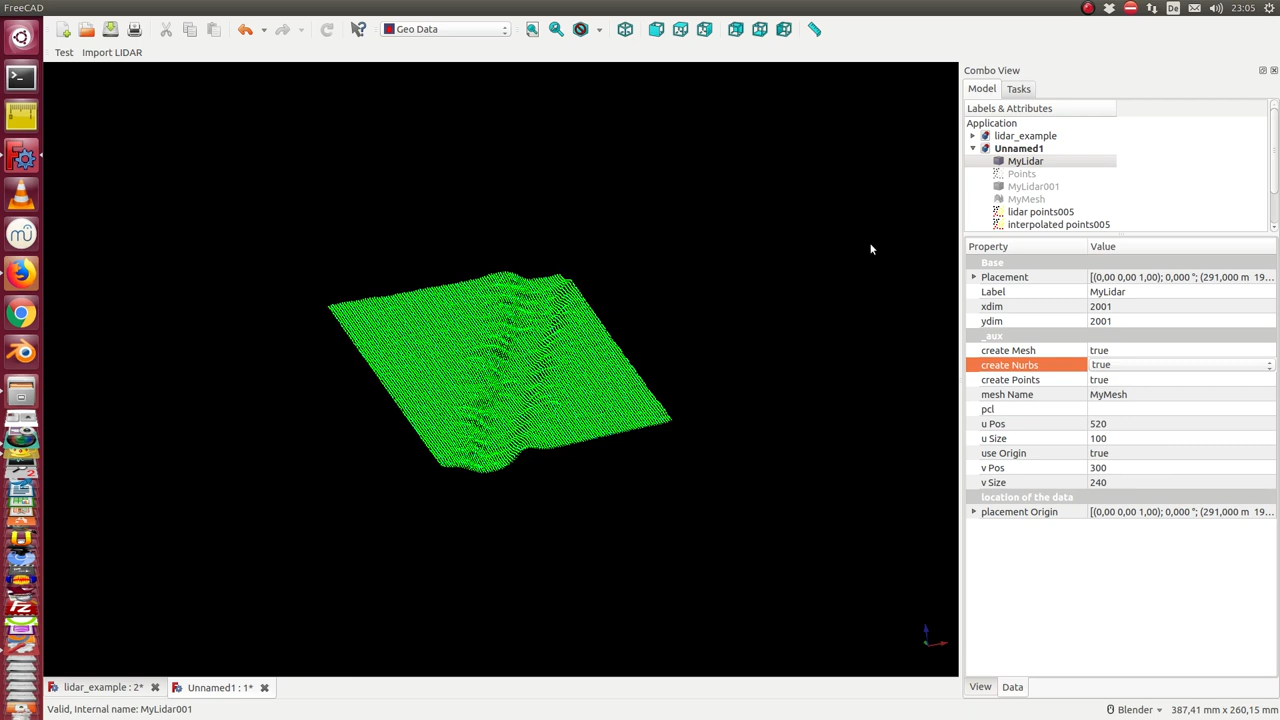 FreeCAD
De
23:05
Geo Data
Test Import LIDAR
Combo View
Model Tasks
Labels & Attributes
Application
lidar_example
Unnamed1
MyLidar
Points
MyLidar001
MyMesh
lidar points005
interpolated points005
Property Value
Base
Placement [(0,00 0,00 1,00); 0,000 °; (291,000 m 19...
Label MyLidar
xdim 2001
ydim 2001
_aux
create Mesh true
create Nurbs true
create Points true
mesh Name MyMesh
pcl
u Pos 520
u Size 100
use Origin true
v Pos 300
v Size 240
location of the data
placement Origin [(0,00 0,00 1,00); 0,000 °; (291,000 m 19...
View Data
lidar_example : 2*
Unnamed1 : 1*
Valid, Internal name: MyLidar001
Blender
387,41 mm x 260,15 mm